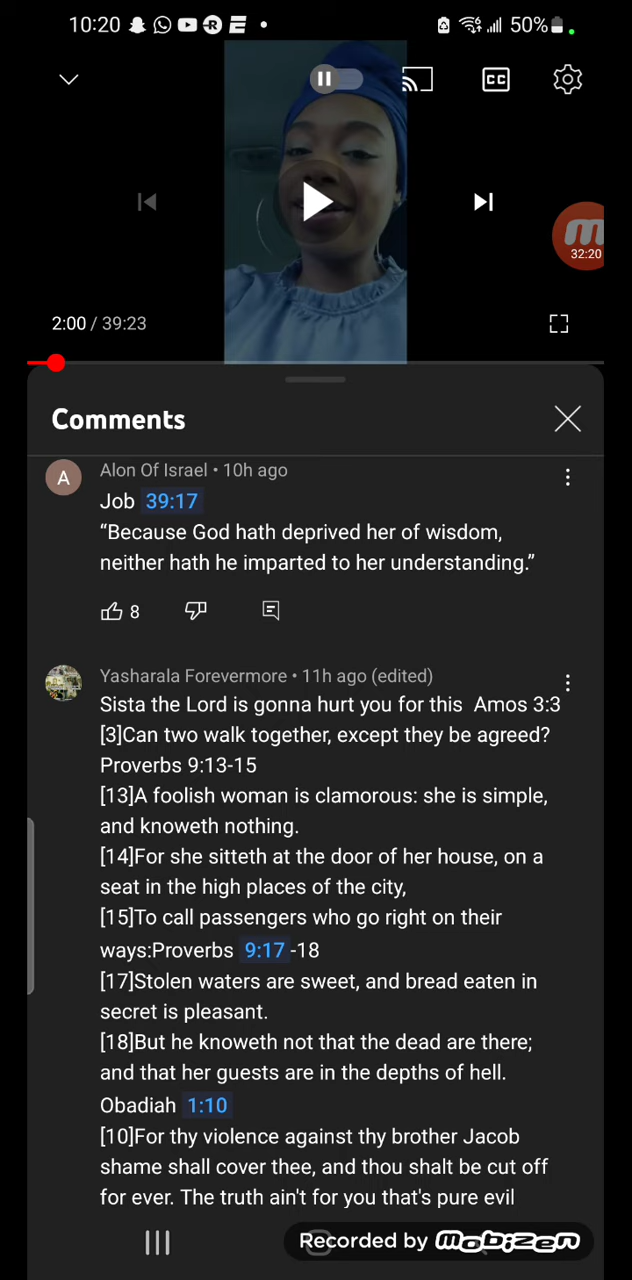 10:20 50%
CC
32:20
2:00 / 39:23
Comments
A
Alon Of Israel • 10h ago
Job 39:17
“Because God hath deprived her of wisdom,
neither hath he imparted to her understanding.”
8
Yasharala Forevermore • 11h ago (edited)
Sista the Lord is gonna hurt you for this Amos 3:3
[3]Can two walk together, except they be agreed?
Proverbs 9:13-15
[13]A foolish woman is clamorous: she is simple,
and knoweth nothing.
[14]For she sitteth at the door of her house, on a
seat in the high places of the city,
[15]To call passengers who go right on their
ways:Proverbs 9:17 -18
[17]Stolen waters are sweet, and bread eaten in
secret is pleasant.
[18]But he knoweth not that the dead are there;
and that her guests are in the depths of hell.
Obadiah 1:10
[10]For thy violence against thy brother Jacob
shame shall cover thee, and thou shalt be cut off
for ever. The truth ain't for you that's pure evil
Recorded by mobizen